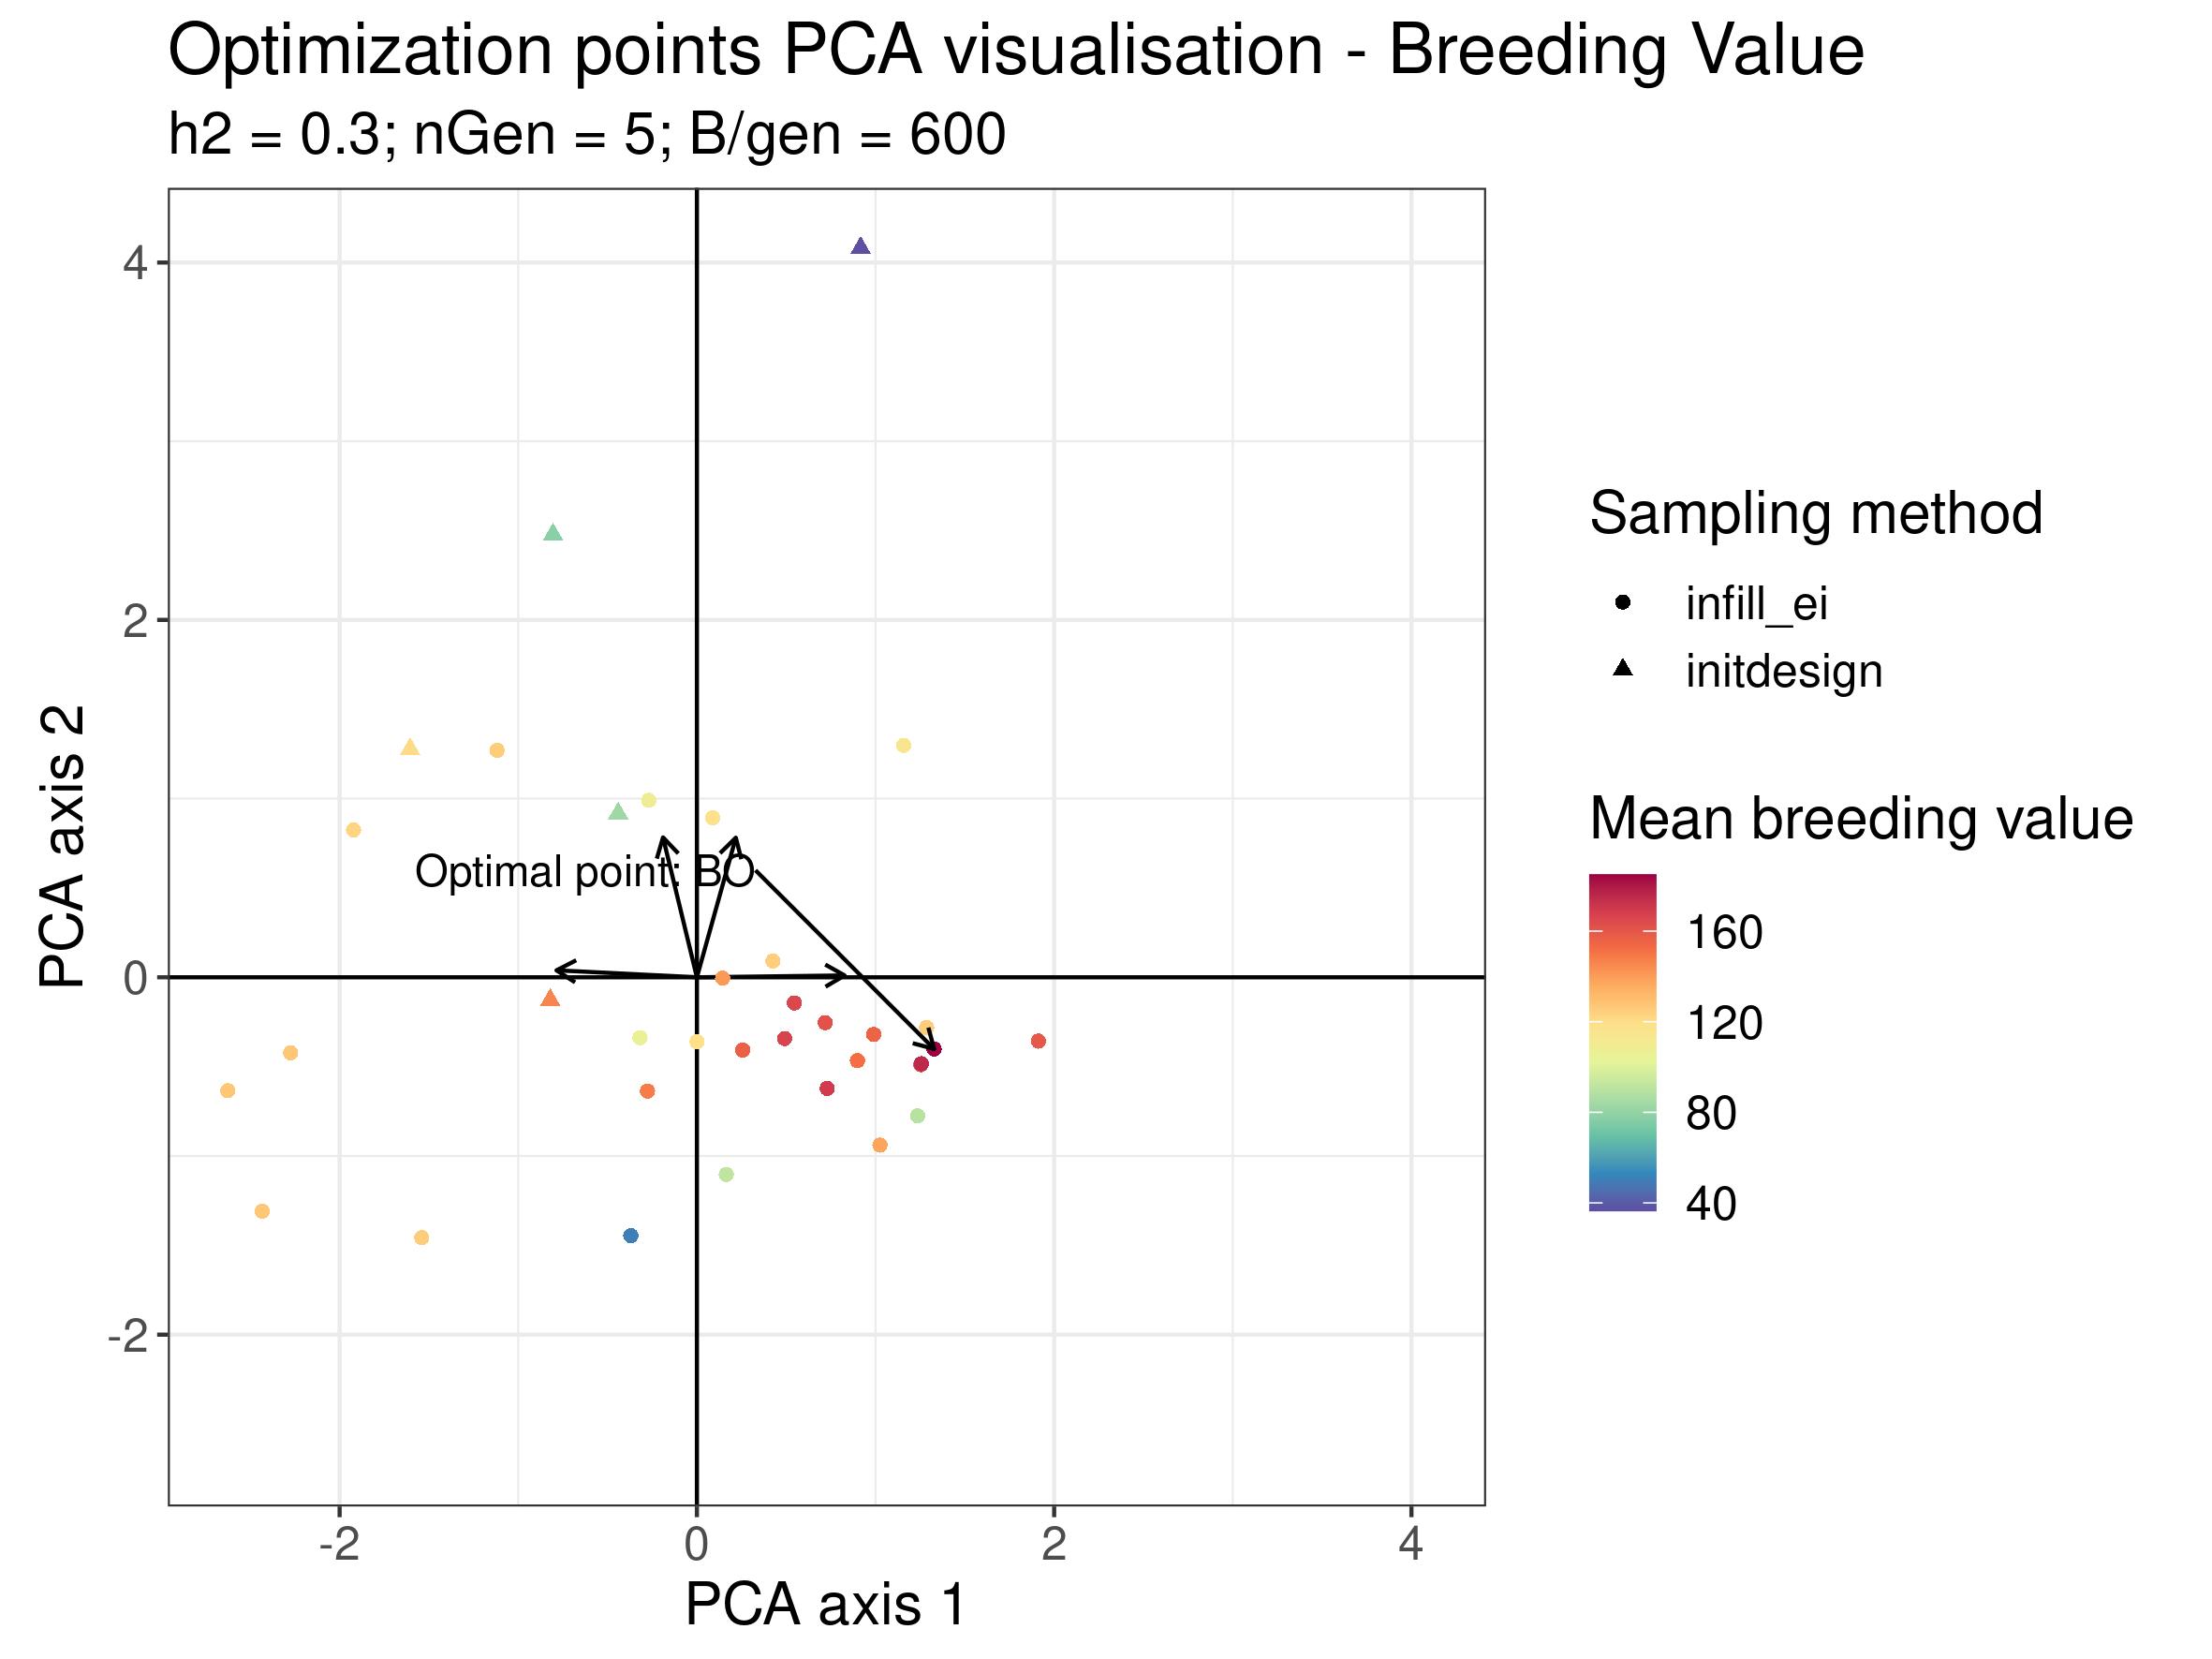 Optimization points PCA visualisation - Breeding Value
h2 = 0.3; nGen = 5; B/gen = 600
4
2
0
-2
PCA axis 2
Optimal point: BO
-2
0
2
4
PCA axis 1
Sampling method
infill_ei
initdesign
Mean breeding value
160
120
80
40